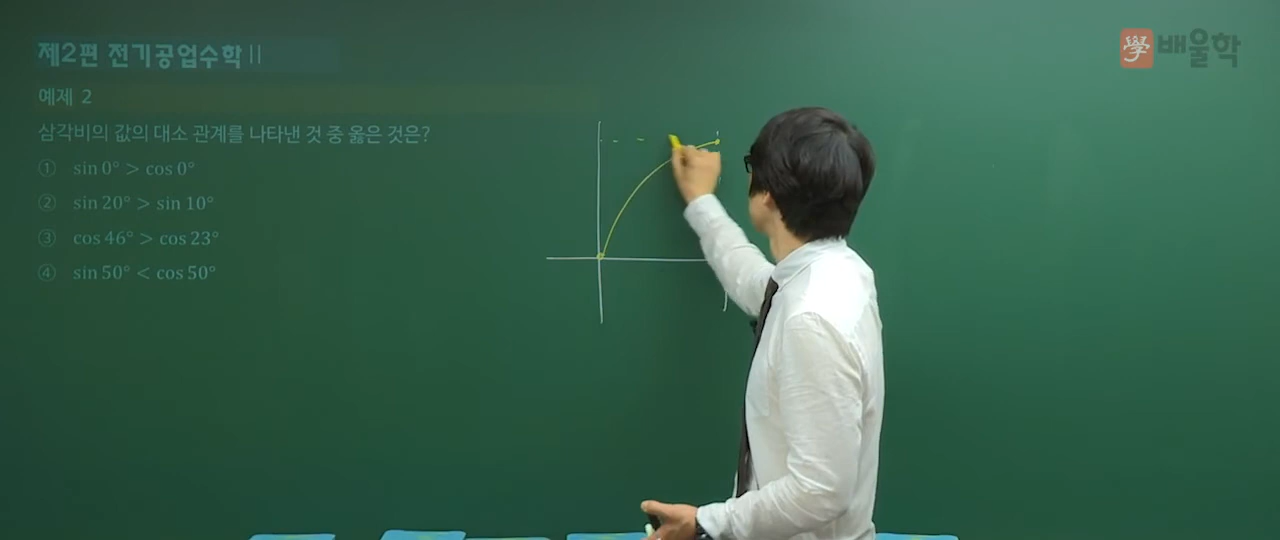 제2편 전기공업수학 II
學 배울학
예제 2
삼각비의 값의 대소 관계를 나타낸 것 중 옳은 것은?
① sin 0° > cos 0°
② sin 20° > sin 10°
③ cos 46° > cos 23°
④ sin 50° < cos 50°